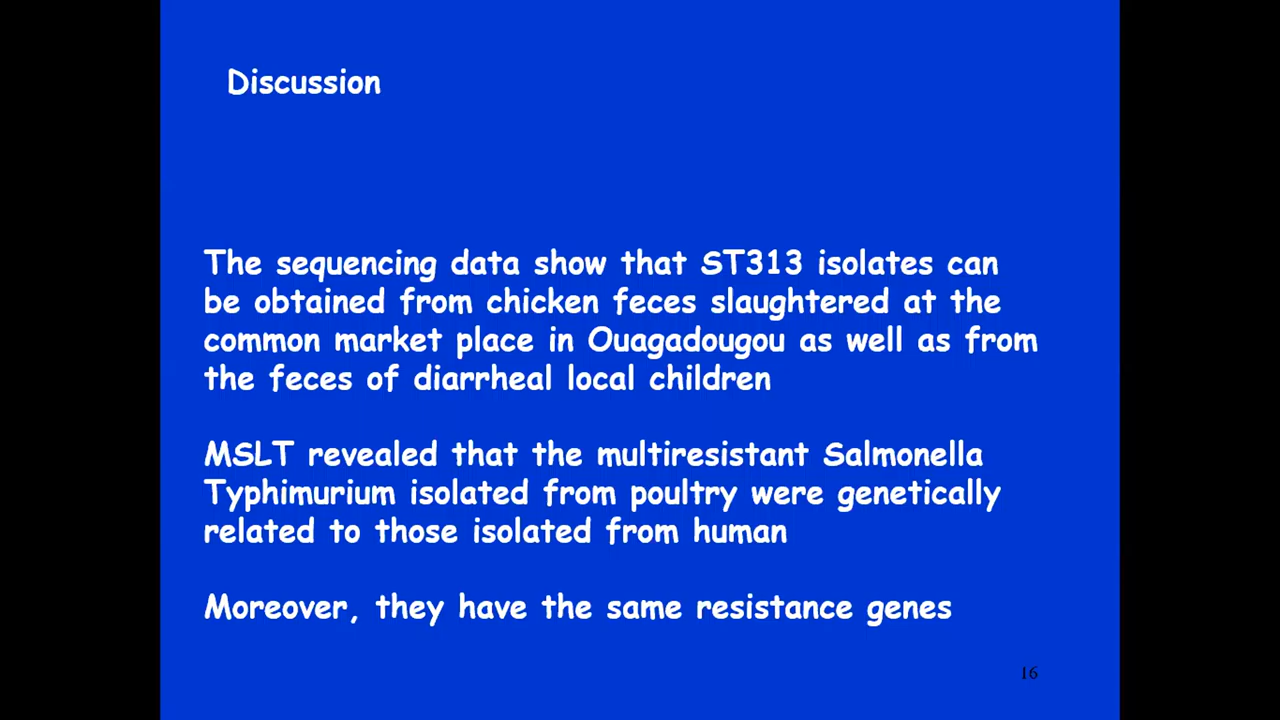 Discussion
The sequencing data show that ST313 isolates can
be obtained from chicken feces slaughtered at the
common market place in Ouagadougou as well as from
the feces of diarrheal local children
MSLT revealed that the multiresistant Salmonella
Typhimurium isolated from poultry were genetically
related to those isolated from human
Moreover, they have the same resistance genes
16